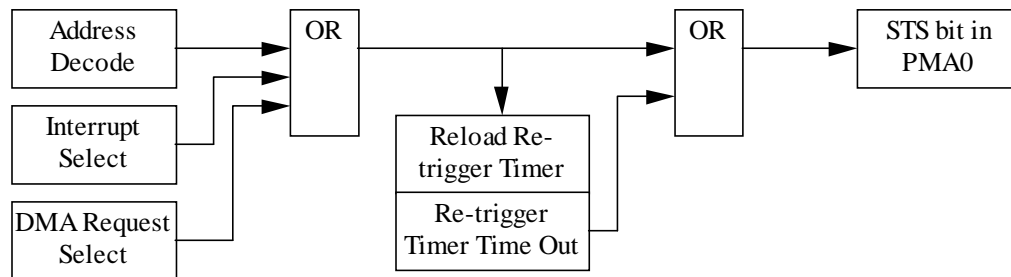 Address
Decode
OR
OR
STS bit in
PMA0
Interrupt
Select
Reload Re-
trigger Timer
DMA Request
Select
Re-trigger
Timer Time Out